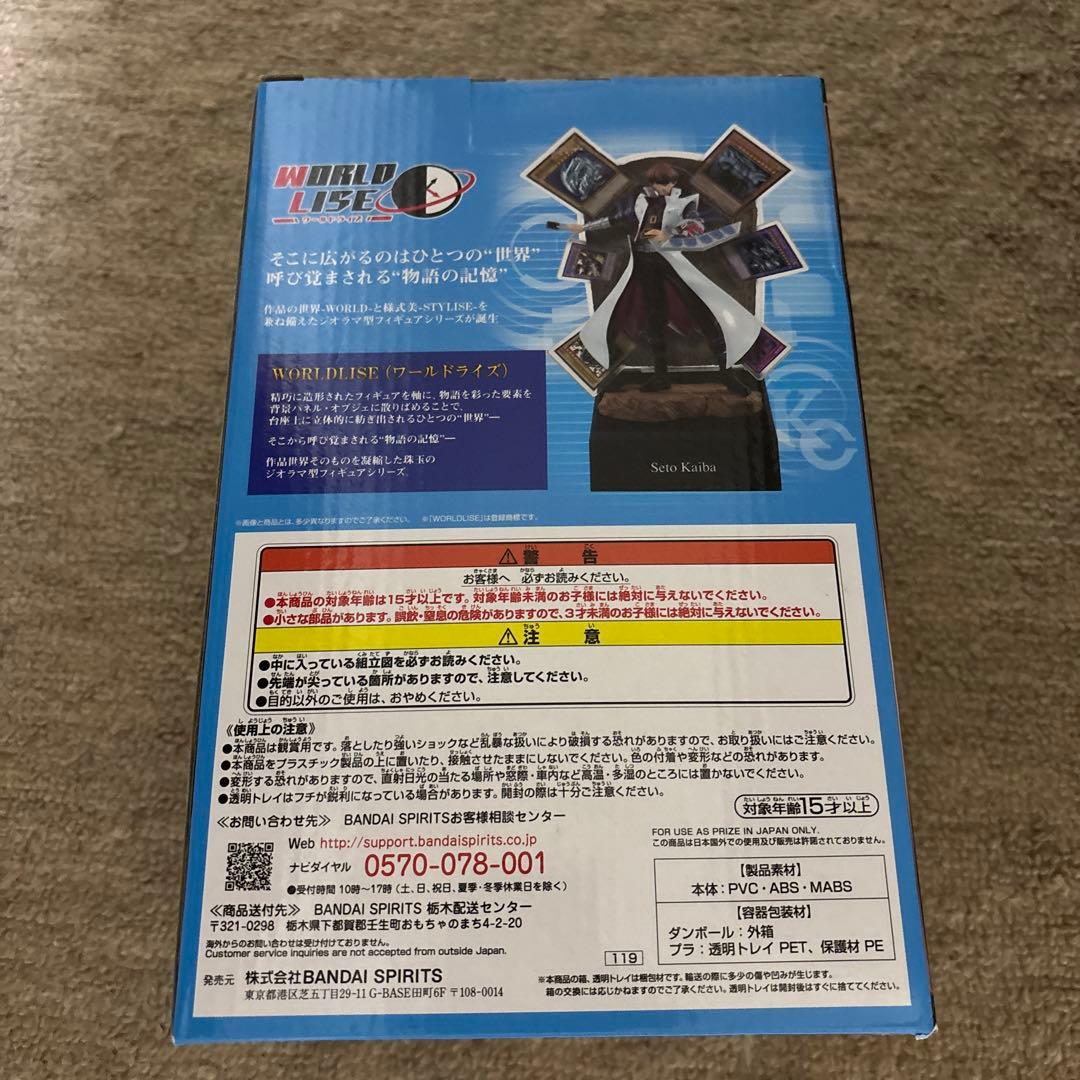 WORLD
LISE
ワールドライズ
そこに広がるのはひとつの“世界”
呼び覚まされる“物語の記憶”
作品の世界-WORLD-と様式美-STYLISE-を
兼ね備えたジオラマ型フィギュアシリーズが誕生
WORLDLISE（ワールドライズ）
精巧に造形されたフィギュアを軸に、物語を彩った要素を
背景パネル・オブジェに散りばめることで、
台座上に立体的に紡ぎ出されるひとつの“世界”―
そこから呼び覚まされる“物語の記憶”―
作品世界そのものを凝縮した珠玉の
ジオラマ型フィギュアシリーズ。
Seto Kaiba
※画像と商品とは、多少異なりますのでご了承ください。 ※「WORLDLISE」は登録商標です。
⚠警告
お客様へ 必ずお読みください。
●本商品の対象年齢は15才以上です。対象年齢未満のお子様には絶対に与えないでください。
●小さな部品があります。誤飲・窒息の危険がありますので、3才未満のお子様には絶対に与えないでください。
⚠注意
●中に入っている組立図を必ずお読みください。
●先端が尖っている箇所がありますので、注意してください。
●目的以外のご使用は、おやめください。
《使用上の注意》
●本商品は観賞用です。落としたり強いショックなど乱暴な扱いにより破損する恐れがありますので、お取り扱いにはご注意ください。
●本商品をプラスチック製品の上に置いたり、接触させたままにしないでください。色の付着や変形などの恐れがあります。
●変形する恐れがありますので、直射日光の当たる場所や窓際・車内など高温・多湿のところには置かないでください。
●透明トレイはフチが鋭利になっている場合があります。開封の際は十分ご注意ください。
対象年齢15才以上
≪お問い合わせ先≫ BANDAI SPIRITSお客様相談センター
Web http://support.bandaispirits.co.jp
ナビダイヤル 0570-078-001
●受付時間 10時～17時（土、日、祝日、夏季・冬季休業日を除く）
≪商品送付先≫ BANDAI SPIRITS 栃木配送センター
〒321-0298 栃木県下都賀郡壬生町おもちゃのまち4-2-20
海外からのお問い合わせは受け付けておりません。
Customer service inquiries are not accepted from outside Japan.
発売元 株式会社BANDAI SPIRITS
東京都港区芝五丁目29-11 G-BASE田町6F 〒108-0014
FOR USE AS PRIZE IN JAPAN ONLY.
この商品は日本国外での使用及び販売は許諾されておりません。
【製品素材】
本体：PVC・ABS・MABS
【容器包装材】
ダンボール：外箱
プラ：透明トレイ PET、保護材 PE
119
※本商品の箱、透明トレイは梱包材です。輸送の際に多少の傷や凹みが生じます。
箱の交換には応じかねますのでご了承ください。透明トレイは開封後はすぐに捨ててください。